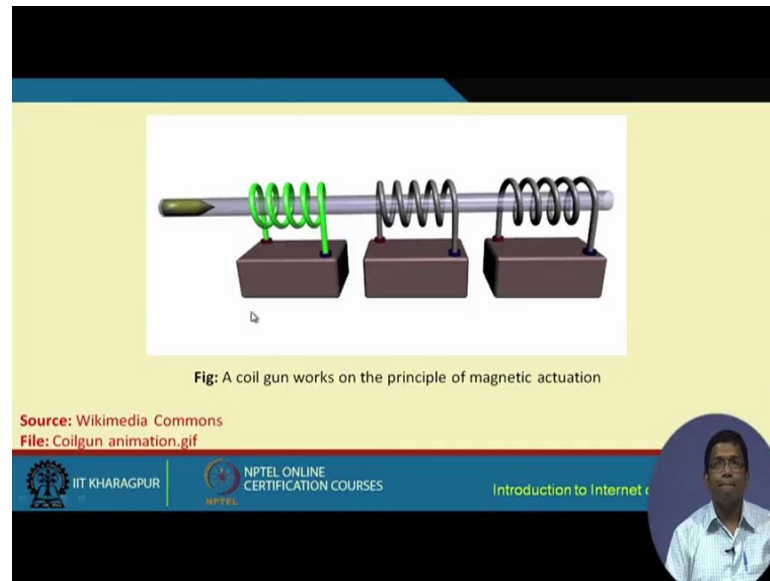 Fig: A coil gun works on the principle of magnetic actuation
Source: Wikimedia Commons
File: Coilgun animation.gif
IIT KHARAGPUR
NPTEL
NPTEL ONLINE
CERTIFICATION COURSES
Introduction to Internet